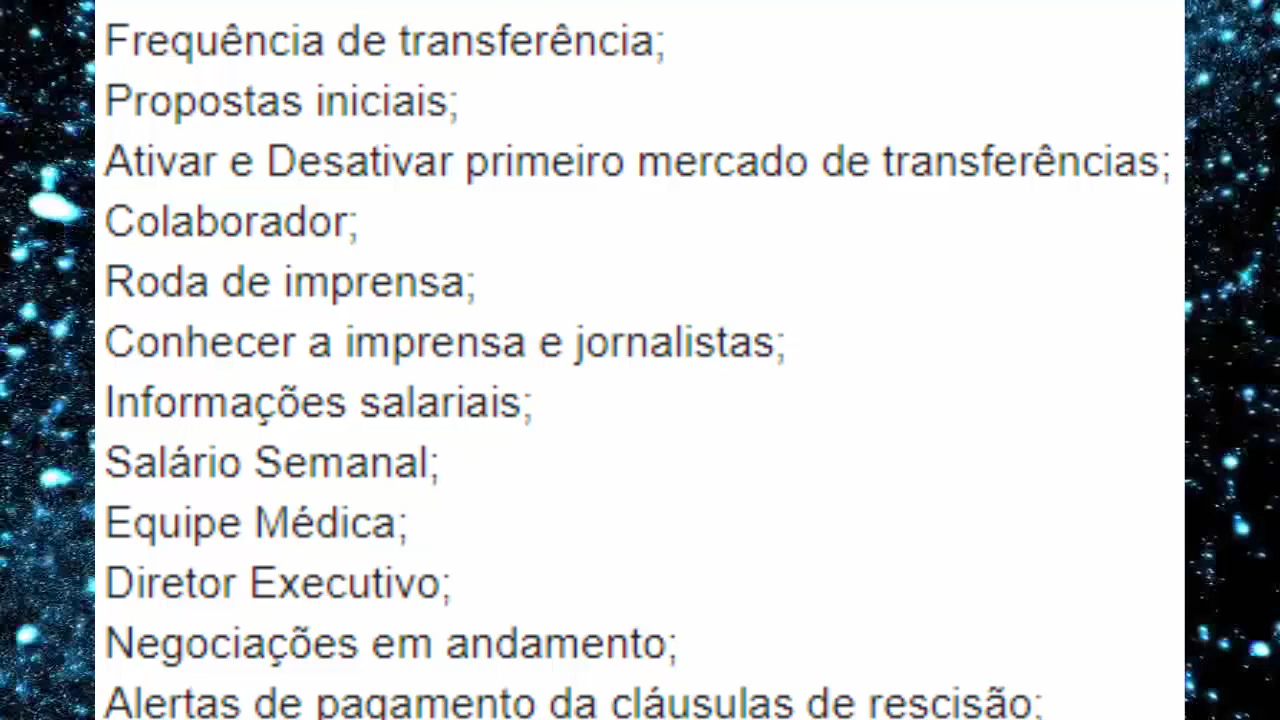 Frequência de transferência;
Propostas iniciais;
Ativar e Desativar primeiro mercado de transferências;
Colaborador;
Roda de imprensa;
Conhecer a imprensa e jornalistas;
Informações salariais;
Salário Semanal;
Equipe Médica;
Diretor Executivo;
Negociações em andamento;
Alertas de pagamento da cláusulas de rescisão;